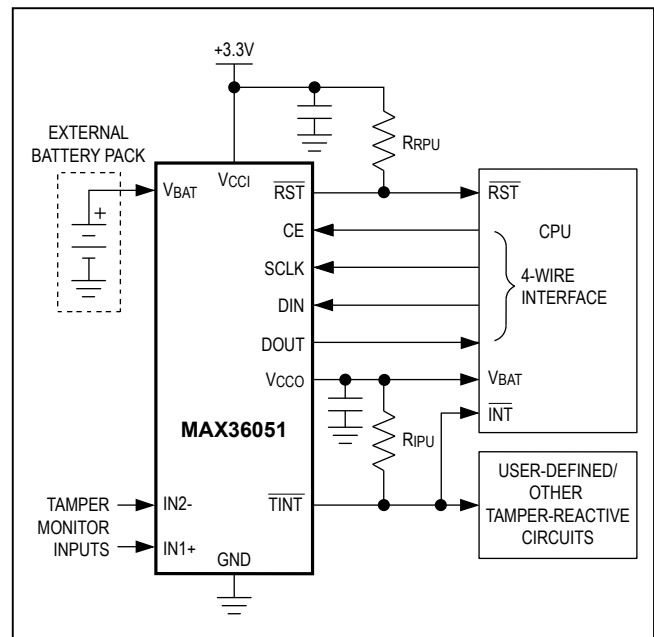 +3.3V
EXTERNAL
BATTERY PACK
+
VBAT
VCCI
RST
RRPU
RST
CE
CPU
SCLK
4-WIRE
INTERFACE
DIN
DOUT
VCCO
VBAT
INT
MAX36051
RIPU
TAMPER
MONITOR
INPUTS
IN2-
IN1+
TINT
GND
USER-DEFINED/
OTHER
TAMPER-REACTIVE
CIRCUITS